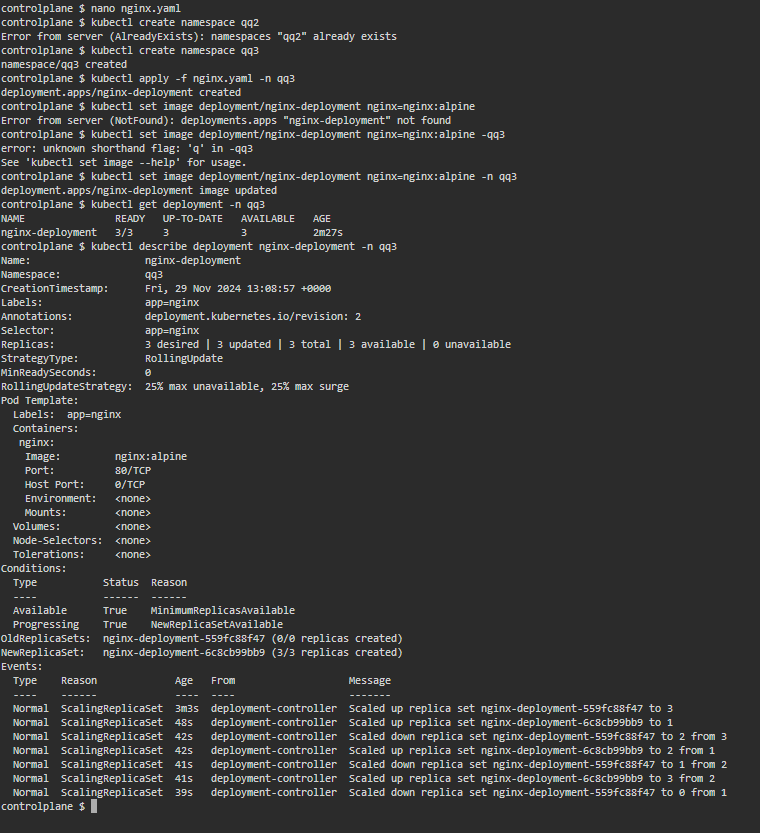 controlplane $ nano nginx.yaml
controlplane $ kubectl create namespace qq2
Error from server (AlreadyExists): namespaces "qq2" already exists
controlplane $ kubectl create namespace qq3
namespace/qq3 created
controlplane $ kubectl apply -f nginx.yaml -n qq3
deployment.apps/nginx-deployment created
controlplane $ kubectl set image deployment/nginx-deployment nginx=nginx:alpine
Error from server (NotFound): deployments.apps "nginx-deployment" not found
controlplane $ kubectl set image deployment/nginx-deployment nginx=nginx:alpine -qq3
error: unknown shorthand flag: 'q' in -qq3
See 'kubectl set image --help' for usage.
controlplane $ kubectl set image deployment/nginx-deployment nginx=nginx:alpine -n qq3
deployment.apps/nginx-deployment image updated
controlplane $ kubectl get deployment -n qq3
NAME               READY   UP-TO-DATE   AVAILABLE   AGE
nginx-deployment   3/3     3            3           2m27s
controlplane $ kubectl describe deployment nginx-deployment -n qq3
Name:                   nginx-deployment
Namespace:              qq3
CreationTimestamp:      Fri, 29 Nov 2024 13:08:57 +0000
Labels:                 app=nginx
Annotations:            deployment.kubernetes.io/revision: 2
Selector:               app=nginx
Replicas:               3 desired | 3 updated | 3 total | 3 available | 0 unavailable
StrategyType:           RollingUpdate
MinReadySeconds:        0
RollingUpdateStrategy:  25% max unavailable, 25% max surge
Pod Template:
  Labels:  app=nginx
  Containers:
   nginx:
    Image:         nginx:alpine
    Port:          80/TCP
    Host Port:     0/TCP
    Environment:   <none>
    Mounts:        <none>
  Volumes:         <none>
  Node-Selectors:  <none>
  Tolerations:     <none>
Conditions:
  Type           Status  Reason
  ----           ------  ------
  Available      True    MinimumReplicasAvailable
  Progressing    True    NewReplicaSetAvailable
OldReplicaSets:  nginx-deployment-559fc88f47 (0/0 replicas created)
NewReplicaSet:   nginx-deployment-6c8cb99bb9 (3/3 replicas created)
Events:
  Type    Reason             Age   From                   Message
  ----    ------             ----  ----                   -------
  Normal  ScalingReplicaSet  3m3s  deployment-controller  Scaled up replica set nginx-deployment-559fc88f47 to 3
  Normal  ScalingReplicaSet  48s   deployment-controller  Scaled up replica set nginx-deployment-6c8cb99bb9 to 1
  Normal  ScalingReplicaSet  42s   deployment-controller  Scaled down replica set nginx-deployment-559fc88f47 to 2 from 3
  Normal  ScalingReplicaSet  42s   deployment-controller  Scaled up replica set nginx-deployment-6c8cb99bb9 to 2 from 1
  Normal  ScalingReplicaSet  41s   deployment-controller  Scaled down replica set nginx-deployment-559fc88f47 to 1 from 2
  Normal  ScalingReplicaSet  41s   deployment-controller  Scaled up replica set nginx-deployment-6c8cb99bb9 to 3 from 2
  Normal  ScalingReplicaSet  39s   deployment-controller  Scaled down replica set nginx-deployment-559fc88f47 to 0 from 1
controlplane $